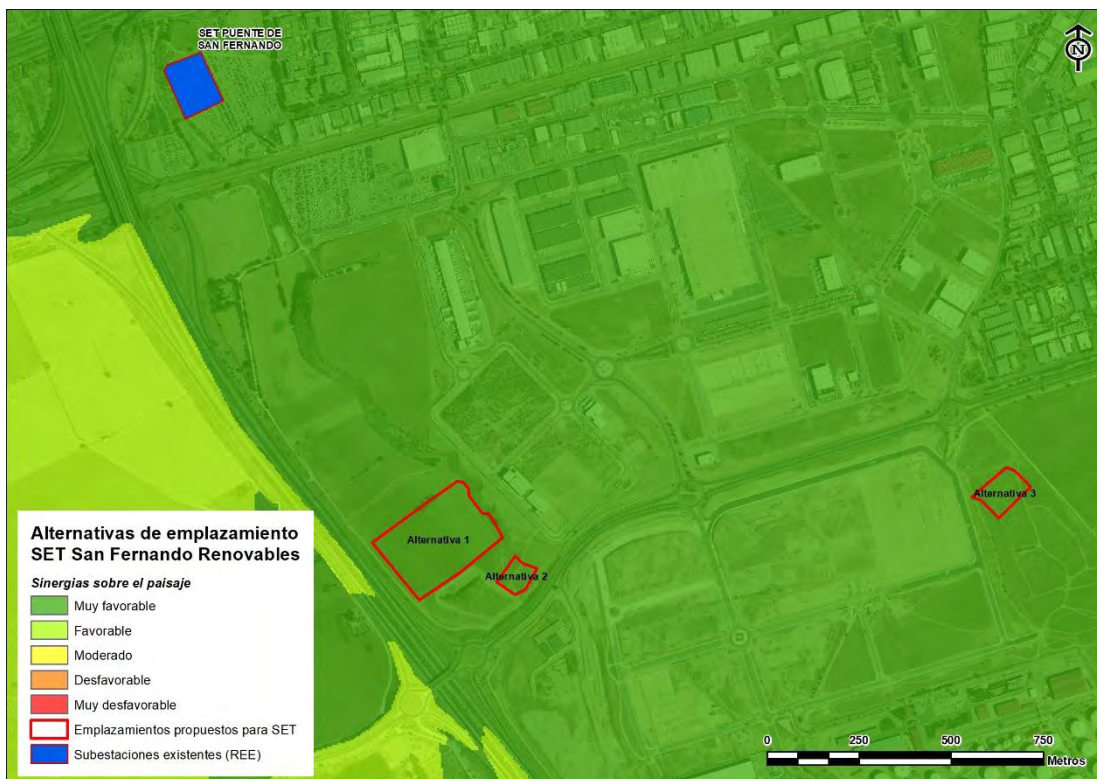 SET PUENTE DE
SAN FERNANDO
N
Alternativa 1
Alternativa 2
Alternativa 3
Alternativas de emplazamiento
SET San Fernando Renovables
Sinergias sobre el paisaje
Muy favorable
Favorable
Moderado
Desfavorable
Muy desfavorable
Emplazamientos propuestos para SET
Subestaciones existentes (REE)
0 250 500 750
Metros